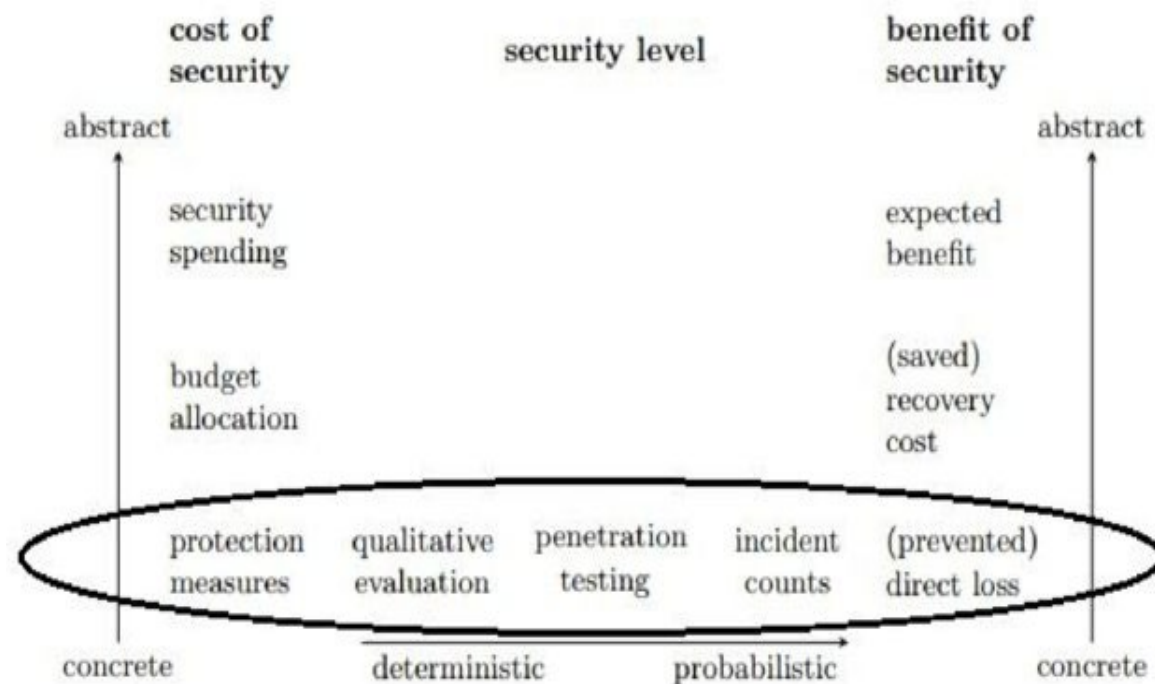 cost of
security
security level
benefit of
security
abstract
abstract
security
spending
expected
benefit
budget
allocation
(saved)
recovery
cost
protection
measures
qualitative
evaluation
penetration
testing
incident
counts
(prevented)
direct loss
concrete
deterministic
probabilistic
concrete